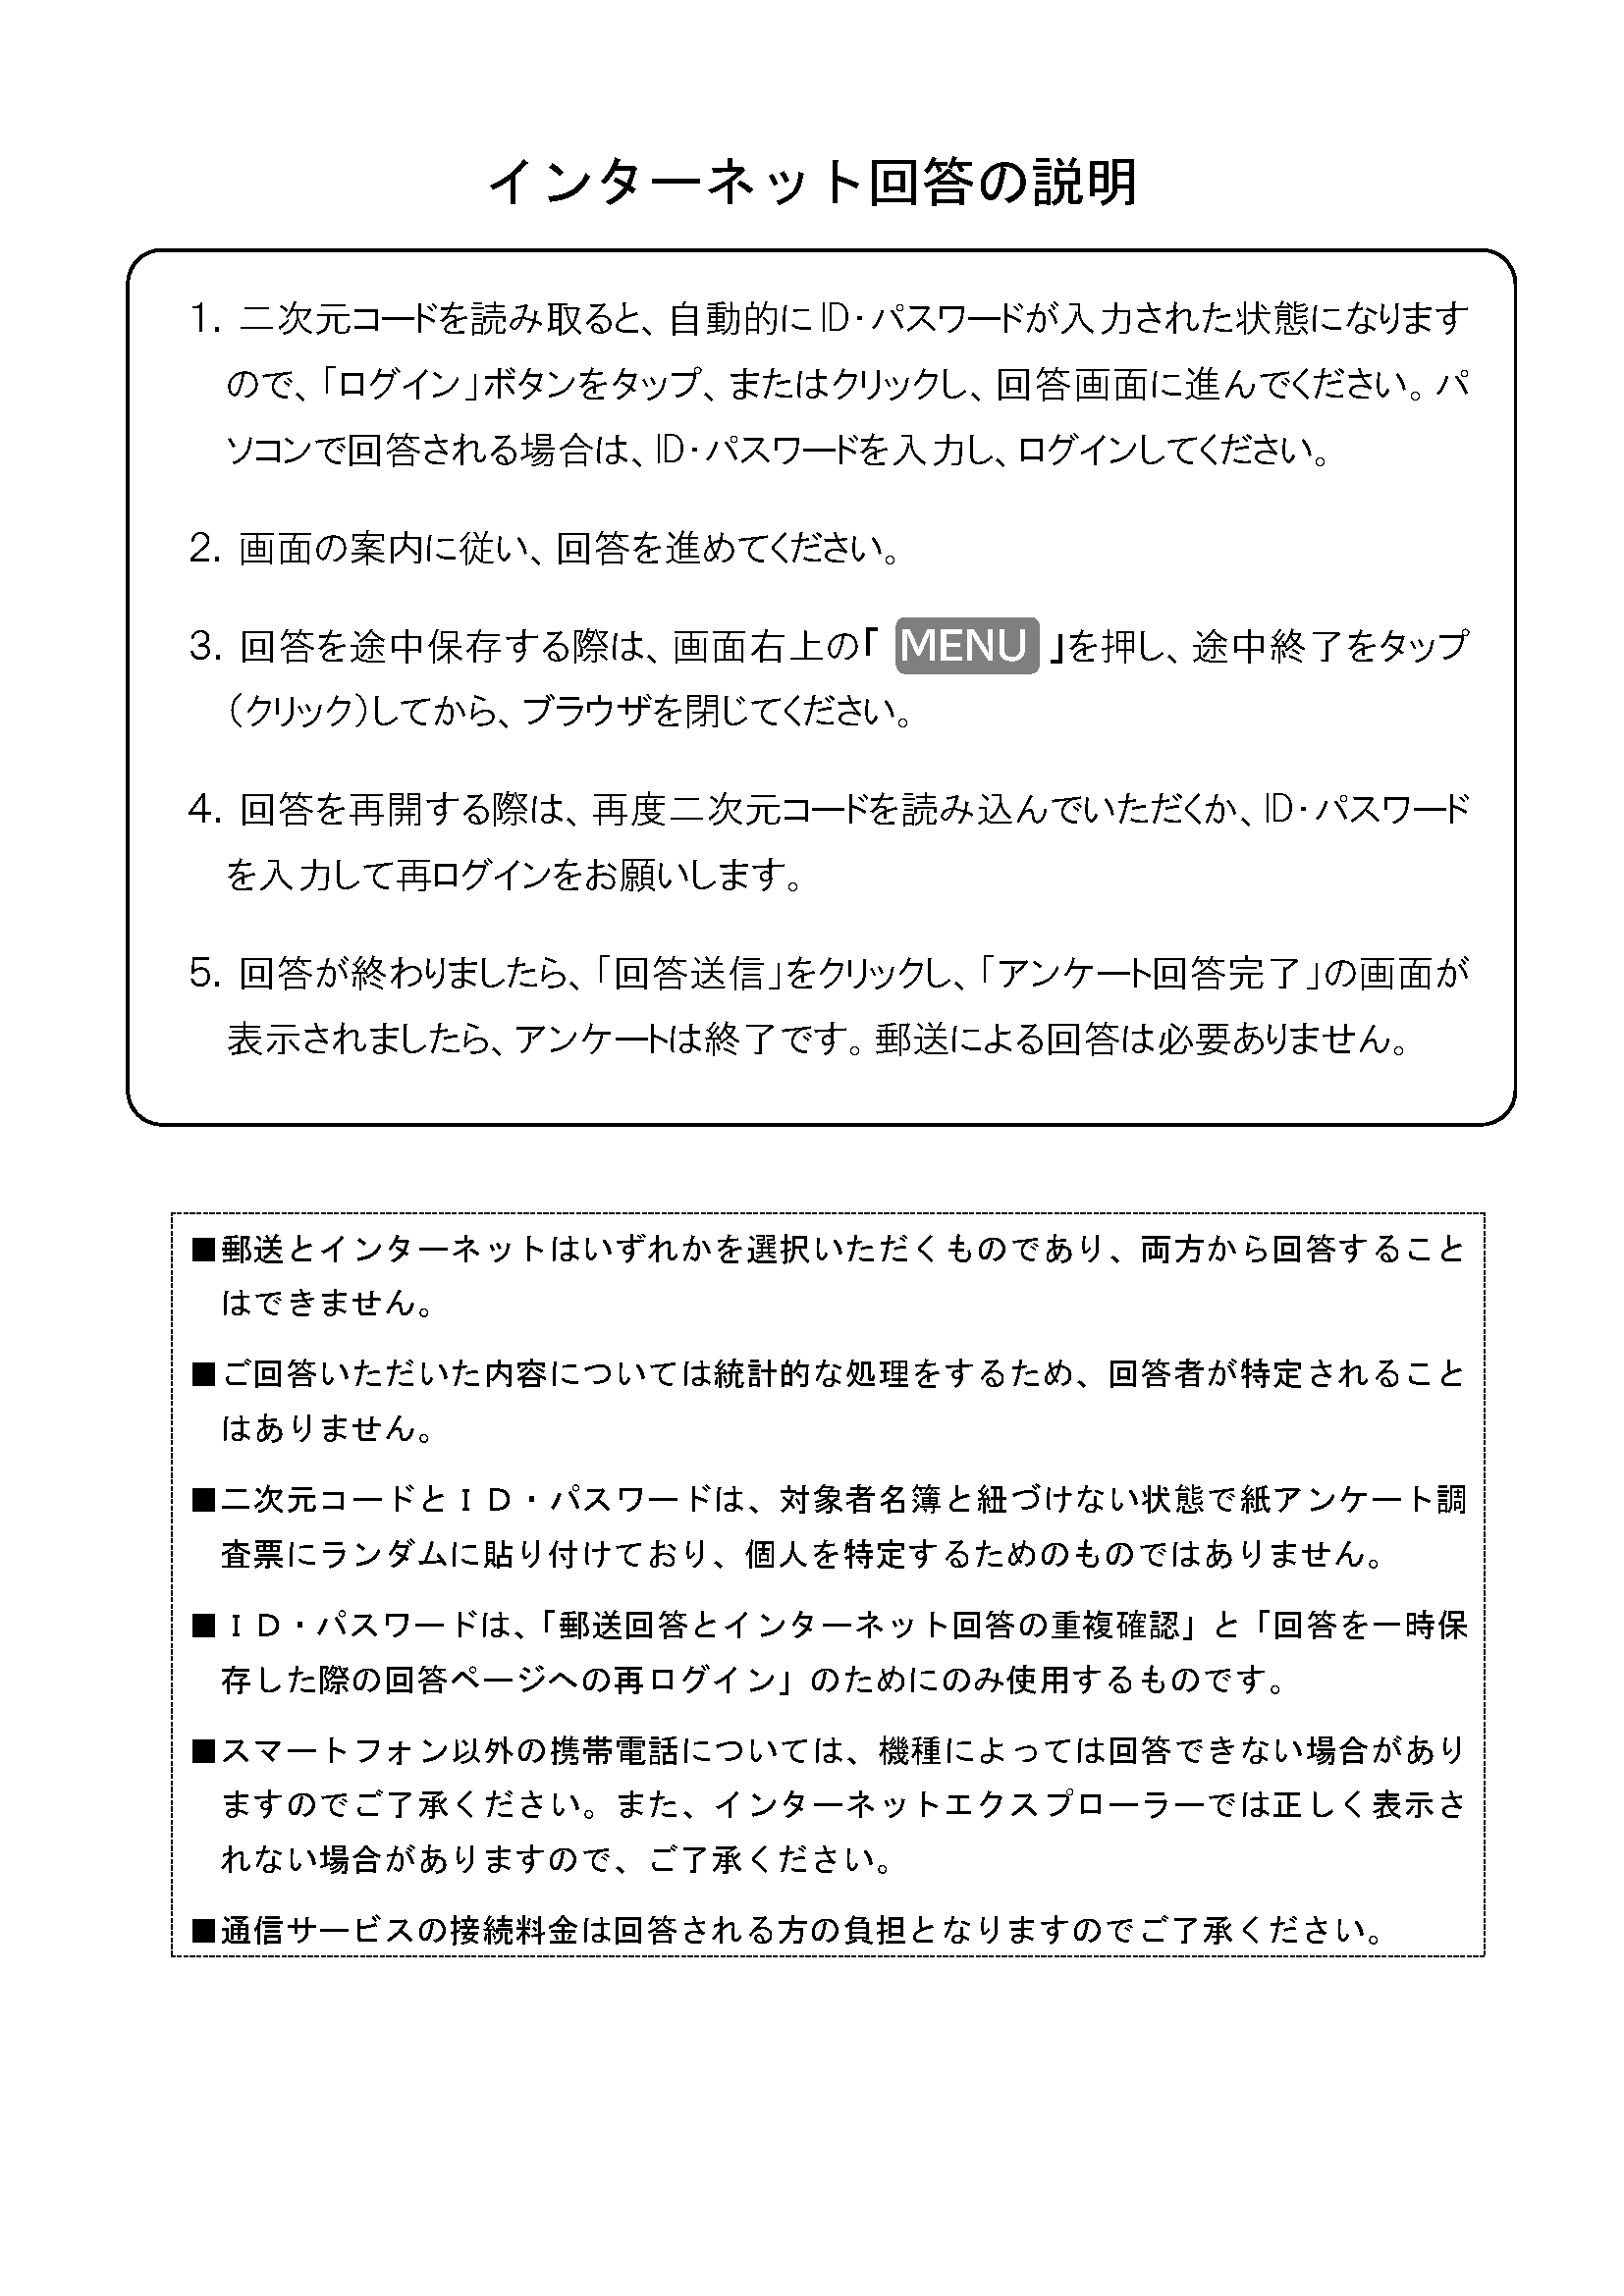 インターネット回答の説明
1. 二次元コードを読み取ると、自動的にID・パスワードが入力された状態になります
ので、「ログイン」ボタンをタップ、またはクリックし、回答画面に進んでください。パ
ソコンで回答される場合は、ID・パスワードを入力し、ログインしてください。
2. 画面の案内に従い、回答を進めてください。
3. 回答を途中保存する際は、画面右上の「 MENU 」を押し、途中終了をタップ
（クリック）してから、ブラウザを閉じてください。
4. 回答を再開する際は、再度二次元コードを読み込んでいただくか、ID・パスワード
を入力して再ログインをお願いします。
5. 回答が終わりましたら、「回答送信」をクリックし、「アンケート回答完了」の画面が
表示されましたら、アンケートは終了です。郵送による回答は必要ありません。
■郵送とインターネットはいずれかを選択いただくものであり、両方から回答すること
はできません。
■ご回答いただいた内容については統計的な処理をするため、回答者が特定されること
はありません。
■二次元コードとＩＤ・パスワードは、対象者名簿と紐づけない状態で紙アンケート調
査票にランダムに貼り付けており、個人を特定するためのものではありません。
■ＩＤ・パスワードは、「郵送回答とインターネット回答の重複確認」と「回答を一時保
存した際の回答ページへの再ログイン」のためにのみ使用するものです。
■スマートフォン以外の携帯電話については、機種によっては回答できない場合があり
ますのでご了承ください。また、インターネットエクスプローラーでは正しく表示さ
れない場合がありますので、ご了承ください。
■通信サービスの接続料金は回答される方の負担となりますのでご了承ください。